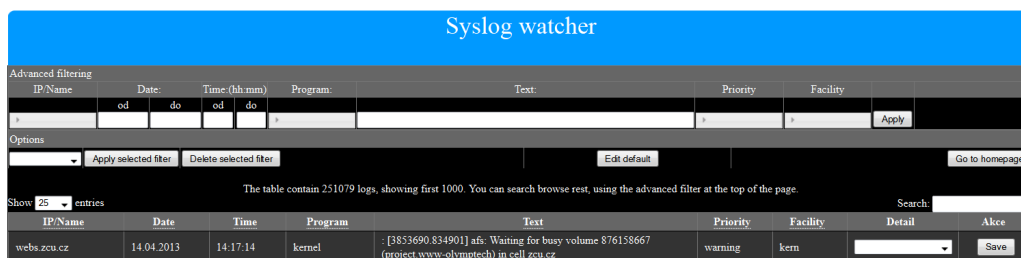 Syslog watcher
Advanced filtering
IP/Name Date: Time:(hh:mm) Program: Text: Priority Facility
od do od do
Apply
Options
Apply selected filter Delete selected filter Edit default Go to homepage
The table contain 251079 logs, showing first 1000. You can search browse rest, using the advanced filter at the top of the page.
Show 25 entries Search:
IP/Name Date Time Program Text Priority Facility Detail Akce
webs.zcu.cz 14.04.2013 14:17:14 kernel : [3853690.834901] afs: Waiting for busy volume 876158667 warning kern Save
(project.www-olymptech) in cell zcu.cz